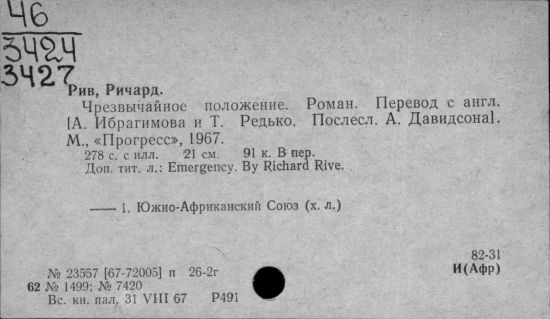 Ч6
3424
3427
Рив, Ричард.
Чрезвычайное положение. Роман. Перевод с англ.
[А. Ибрагимова и Т. Редько. Послесл. А. Давидсона].
М., «Прогресс», 1967.
278 с. с илл. 21 см. 91 к. В пер.
Доп. тит. л.: Emergency. By Richard Rive.
—— 1. Южно-Африканский Союз (х. л.)
82-31
№ 23557 [67-72005] п 26-2г И(Афр)
62 № 1499; № 7420
Вс. кн. пал. 31 VIII 67 Р491